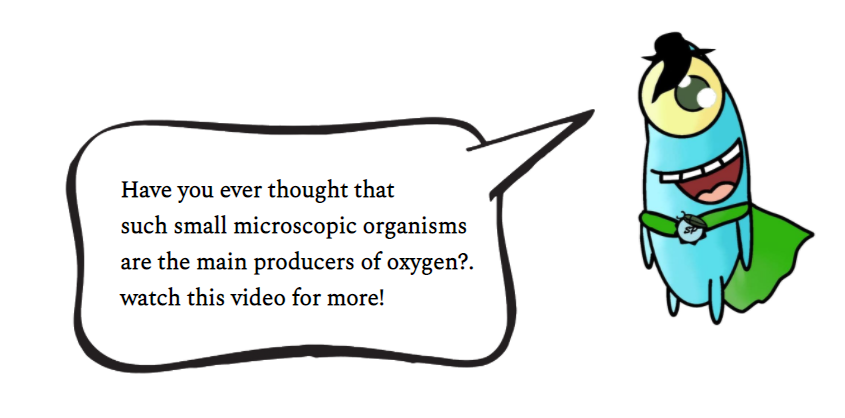 Have you ever thought that
such small microscopic organisms
are the main producers of oxygen?.
watch this video for more!
SP